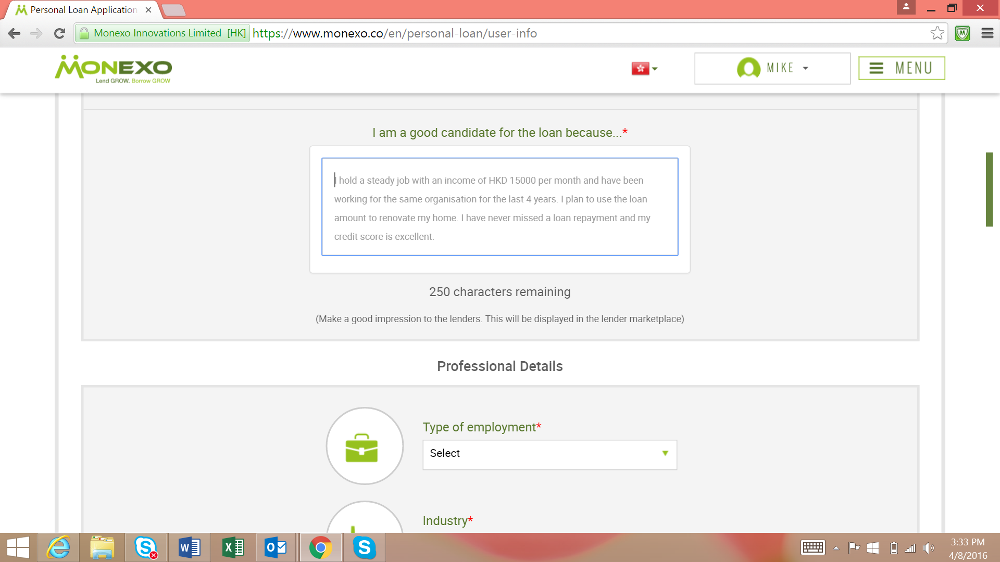 Personal Loan Application
Monexo Innovations Limited [HK] https://www.monexo.co/en/personal-loan/user-info
MONEXO
Lend GROW. Borrow GROW
MIKE
MENU
I am a good candidate for the loan because...*
I hold a steady job with an income of HKD 15000 per month and have been
working for the same organisation for the last 4 years. I plan to use the loan
amount to renovate my home. I have never missed a loan repayment and my
credit score is excellent.
250 characters remaining
(Make a good impression to the lenders. This will be displayed in the lender marketplace)
Professional Details
Type of employment*
Select
Industry*
3:33 PM
4/8/2016